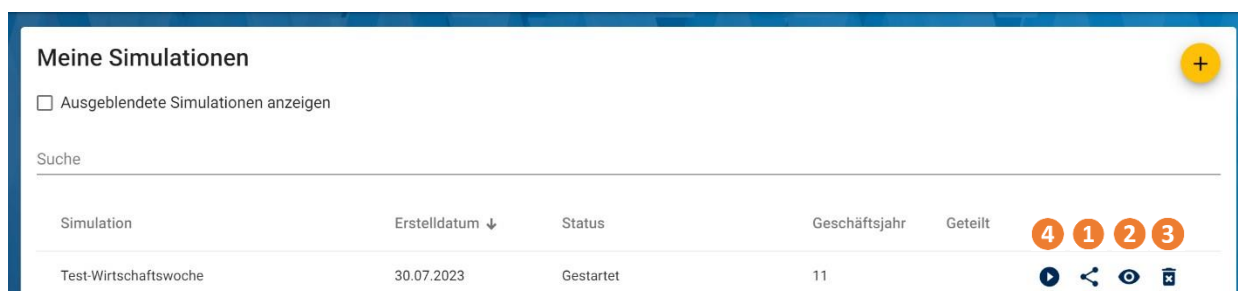 Meine Simulationen
+
Ausgeblendete Simulationen anzeigen
Suche
Simulation Erstelldatum ↓ Status Geschäftsjahr Geteilt 4 1 2 3
Test-Wirtschaftswoche 30.07.2023 Gestartet 11